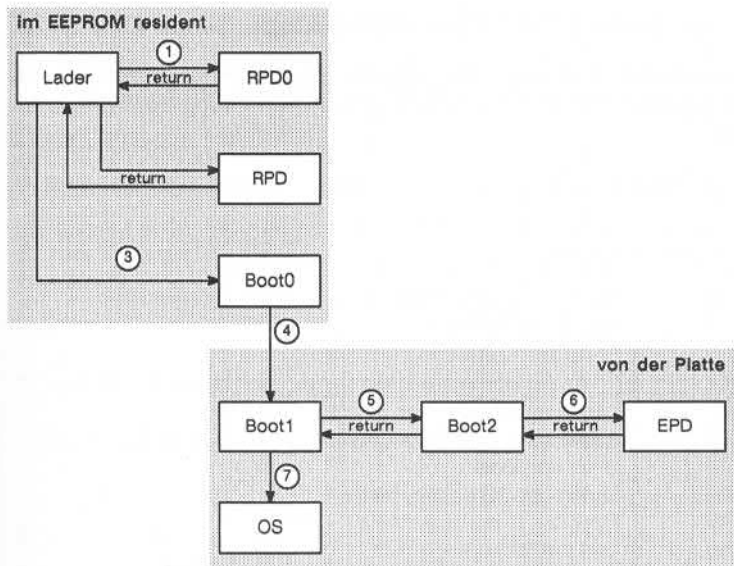 im EEPROM resident
1
Lader
return
RPD0
return
RPD
3
Boot0
4
von der Platte
5
6
Boot1
return
Boot2
return
EPD
7
OS